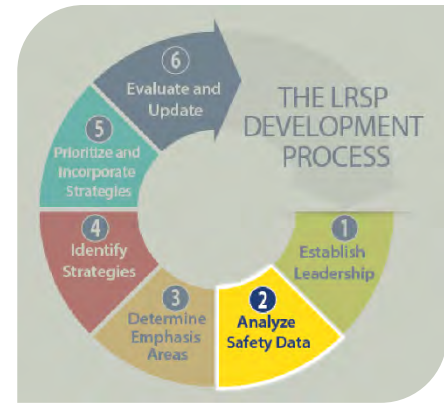 THE LRSP
DEVELOPMENT
PROCESS
1
Establish
Leadership
2
Analyze
Safety Data
3
Determine
Emphasis
Areas
4
Identify
Strategies
5
Prioritize and
Incorporate
Strategies
6
Evaluate and
Update